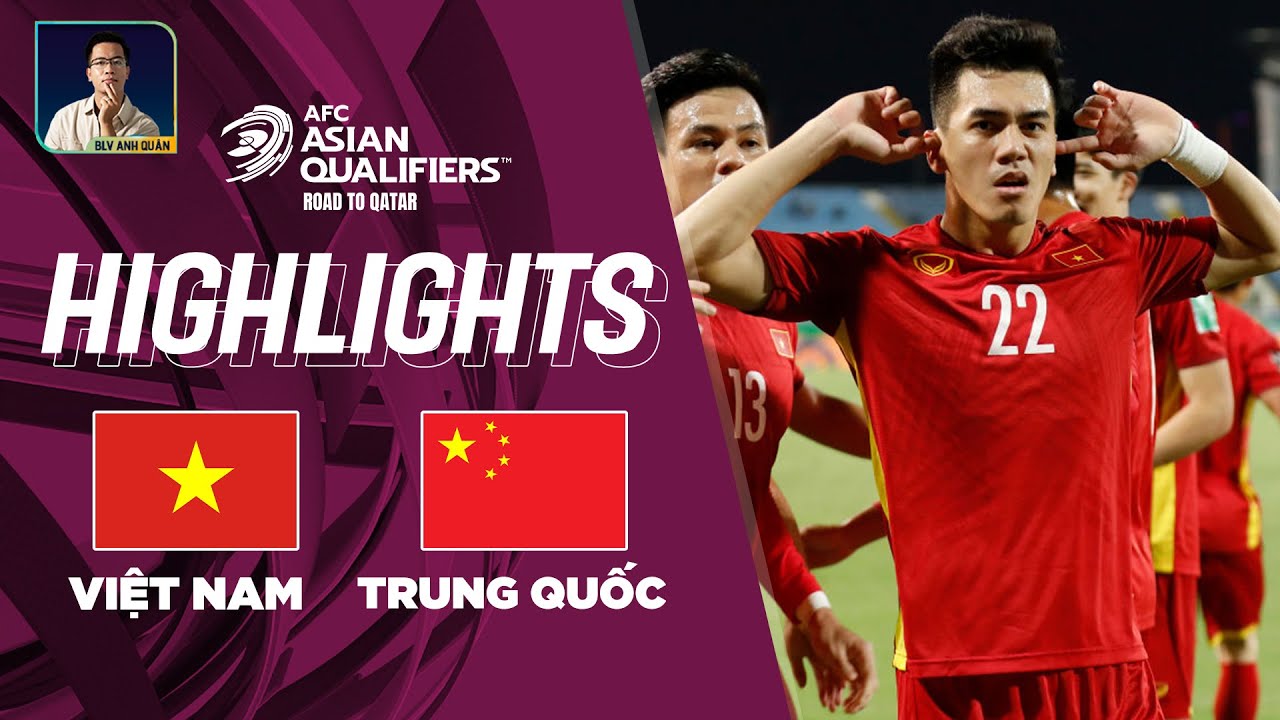 BLV ANH QUÂN
AFC
ASIAN
QUALIFIERS™
ROAD TO QATAR
HIGHLIGHTS
VIỆT NAM
TRUNG QUỐC
22
13